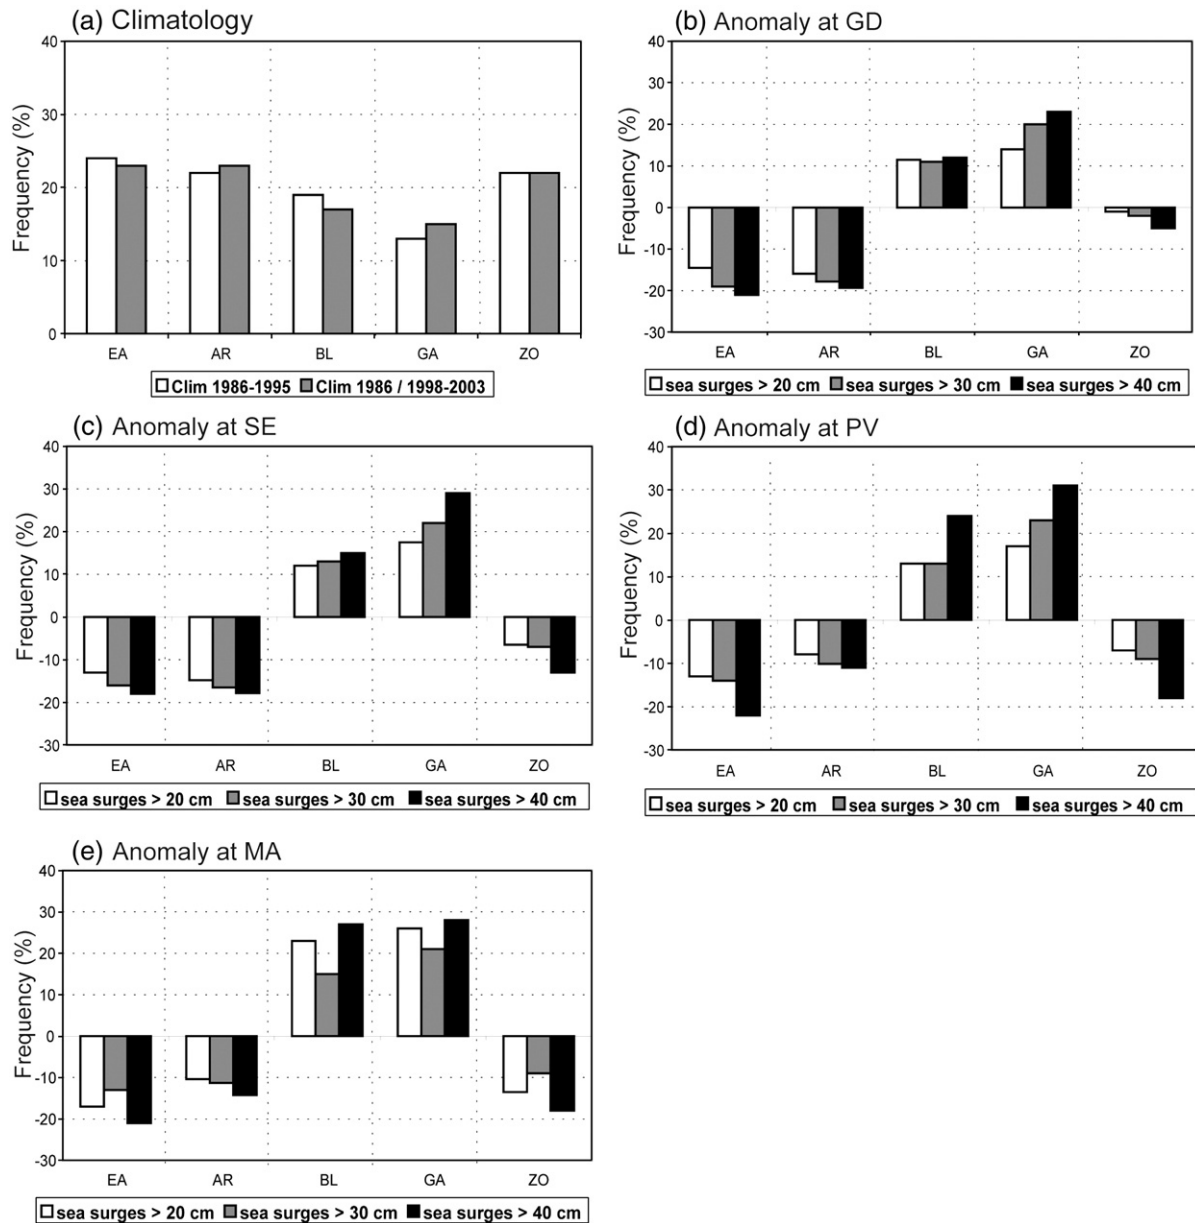 (a) Climatology
Frequency (%)
40
30
20
10
0
EA AR BL GA ZO
Clim 1986-1995 Clim 1986 / 1998-2003
(b) Anomaly at GD
Frequency (%)
40
30
20
10
0
-10
-20
-30
EA AR BL GA ZO
sea surges > 20 cm sea surges > 30 cm sea surges > 40 cm
(c) Anomaly at SE
Frequency (%)
40
30
20
10
0
-10
-20
-30
EA AR BL GA ZO
sea surges > 20 cm sea surges > 30 cm sea surges > 40 cm
(d) Anomaly at PV
Frequency (%)
40
30
20
10
0
-10
-20
-30
EA AR BL GA ZO
sea surges > 20 cm sea surges > 30 cm sea surges > 40 cm
(e) Anomaly at MA
Frequency (%)
40
30
20
10
0
-10
-20
-30
EA AR BL GA ZO
sea surges > 20 cm sea surges > 30 cm sea surges > 40 cm